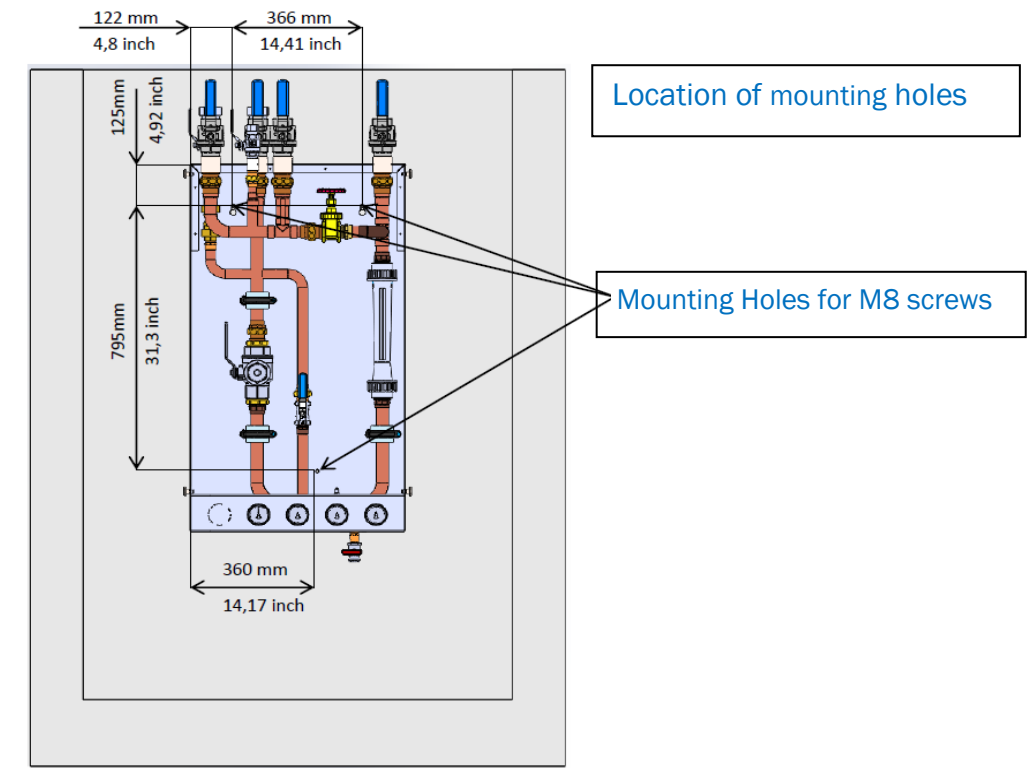 122 mm
4,8 inch
366 mm
14,41 inch
125mm
4,92 inch
Location of mounting holes
795mm
31,3 inch
Mounting Holes for M8 screws
360 mm
14,17 inch